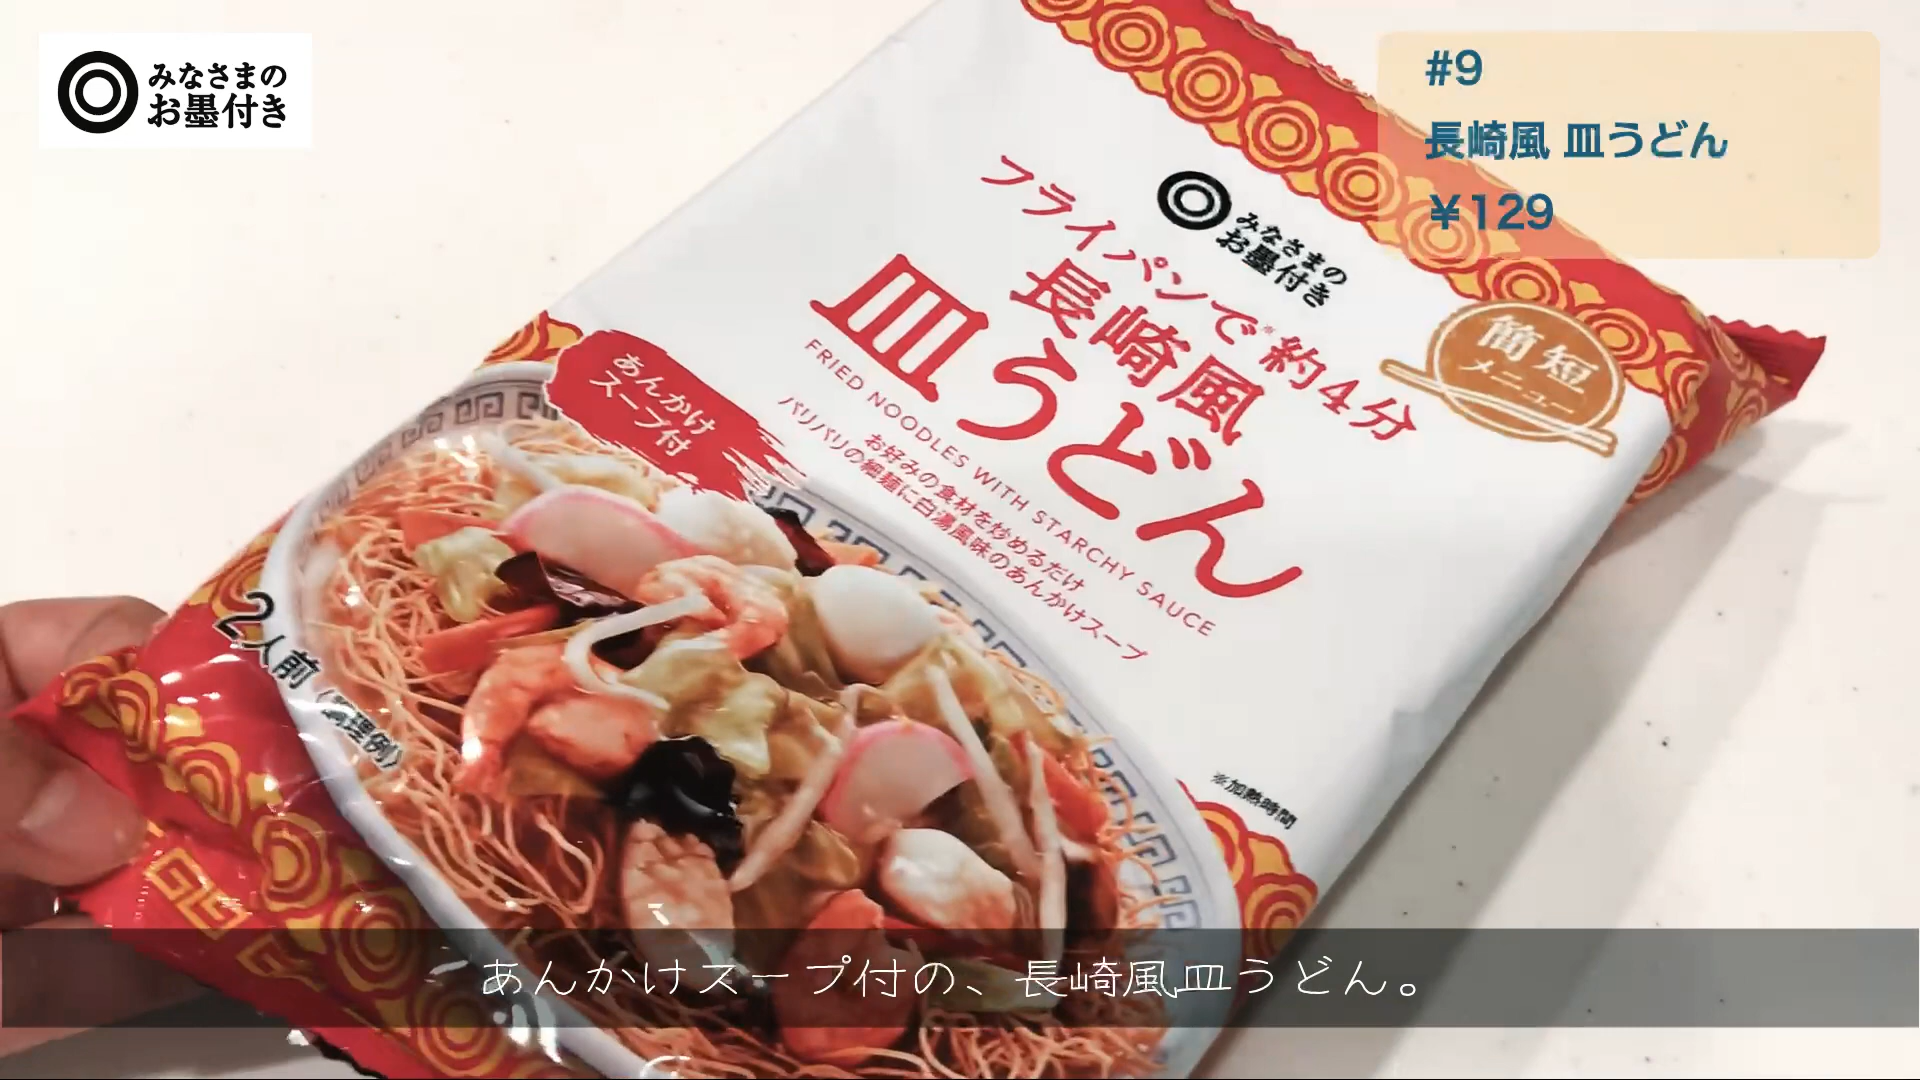 みなさまの
お墨付き
#9
長崎風 皿うどん
¥129
みなさまの
お墨付き
フライパンで※約4分
長崎風
皿うどん
FRIED NOODLES WITH STARCHY SAUCE
お好みの食材を炒めるだけ
パリパリの細麺に白湯風味のあんかけスープ
簡短
メニュー
あんかけ
スープ付
2人前(調理例)
※加熱時間
あんかけスープ付の、長崎風皿うどん。